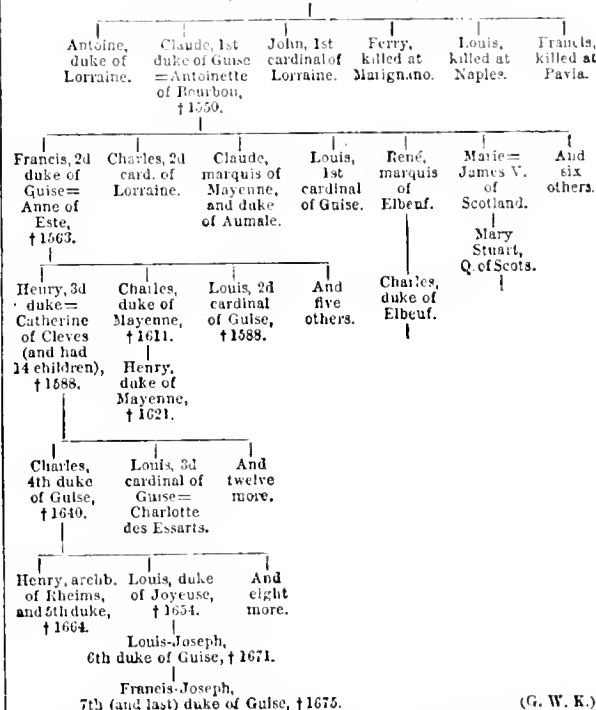 Antoine,
duke of
Lorraine.
Claude, 1st
duke of Guise
=Antoinette
of Bourbon,
†1550.
John, 1st
cardinal of
Lorraine.
Ferry,
killed at
Marignano.
Louis,
killed at
Naples.
Francis,
killed at
Pavia.
Francis, 2d
duke of
Guise=
Anne of
Este,
†1563.
Charles, 2d
card. of
Lorraine.
Claude,
marquis of
Mayenne,
and duke
of Aumale.
Louis,
1st
cardinal
of Guise.
René,
marquis
of
Elbeuf.
Marie=
James V.
of
Scotland.
And
six
others.
Mary
Stuart,
Q. of Scots.
Henry, 3d
duke=
Catherine
of Cleves
(and had
14 children),
†1588.
Charles,
duke of
Mayenne,
†1611.
Louis, 2d
cardinal
of Guise,
†1588.
And
five
others.
Charles,
duke of
Elbeuf.
Henry,
duke of
Mayenne,
†1621.
Charles,
4th duke
of Guise,
†1640.
Louis, 3d
cardinal of
Guise=
Charlotte
des Essarts.
And
twelve
more.
Henry, archb.
of Rheims,
and 5th duke,
†1664.
Louis, duke
of Joyeuse,
†1654.
And
eight
more.
Louis-Joseph,
6th duke of Guise, †1671.
Francis-Joseph,
7th (and last) duke of Guise, †1675.
(G. W. K.)